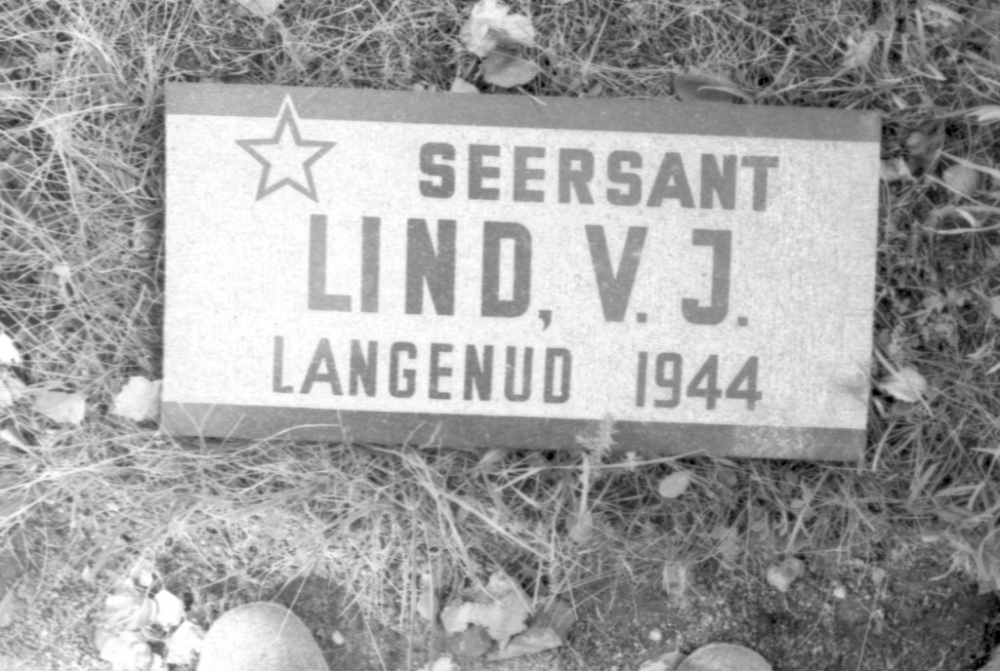 SEERSANT
LIND, V. J.
LANGENUD 1944